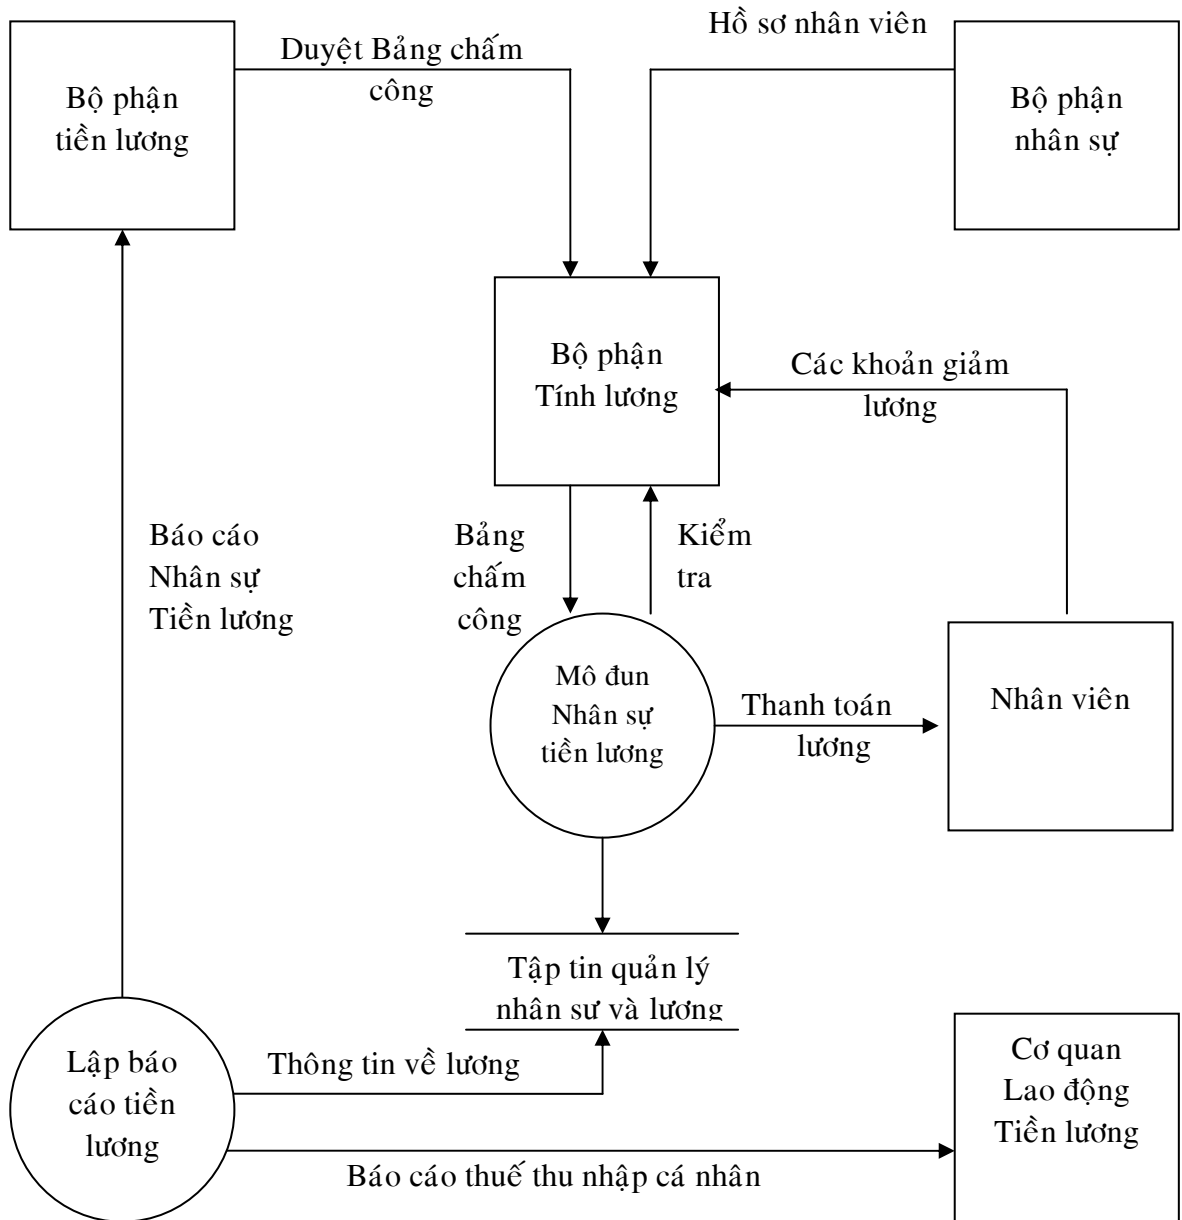 Hồ sơ nhân viên
Duyệt Bảng chấm
công
Bộ phận
tiền lương
Bộ phận
nhân sự
Bộ phận
Tính lương
Các khoản giảm
lương
Báo cáo
Nhân sự
Tiền lương
Bảng
chấm
công
Kiểm
tra
Mô đun
Nhân sự
tiền lương
Thanh toán
lương
Nhân viên
Tập tin quản lý
nhân sư và lương
Lập báo
cáo tiền
lương
Thông tin về lương
Cơ quan
Lao động
Tiền lương
Báo cáo thuế thu nhập cá nhân